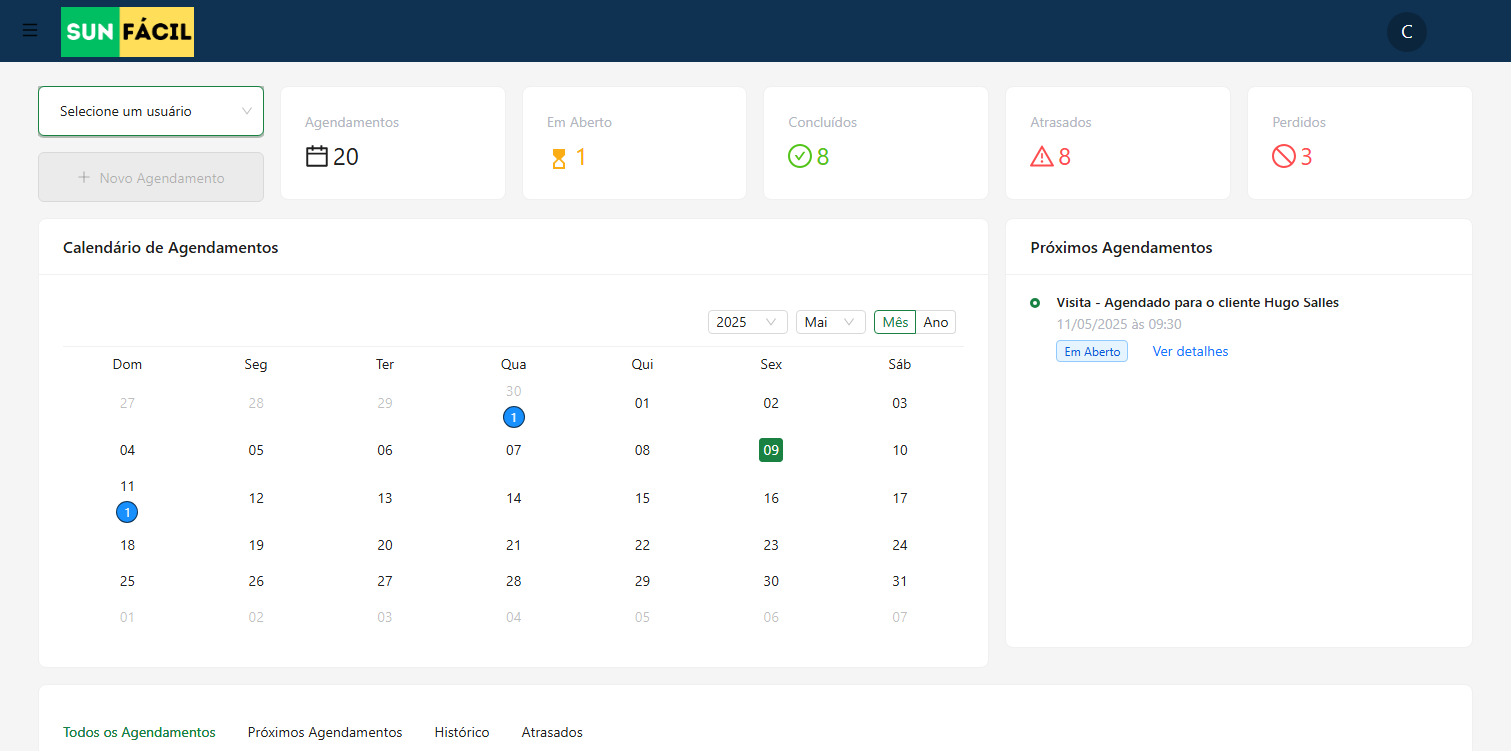 SUN FÁCIL
C
Selecione um usuário
+ Novo Agendamento
Agendamentos
20
Em Aberto
1
Concluídos
8
Atrasados
8
Perdidos
3
Calendário de Agendamentos
2025 Mai Mês Ano
Dom Seg Ter Qua Qui Sex Sáb
27 28 29 30 01 02 03
1
04 05 06 07 08 09 10
11 12 13 14 15 16 17
1
18 19 20 21 22 23 24
25 26 27 28 29 30 31
01 02 03 04 05 06 07
Próximos Agendamentos
Visita - Agendado para o cliente Hugo Salles
11/05/2025 às 09:30
Em Aberto Ver detalhes
Todos os Agendamentos Próximos Agendamentos Histórico Atrasados